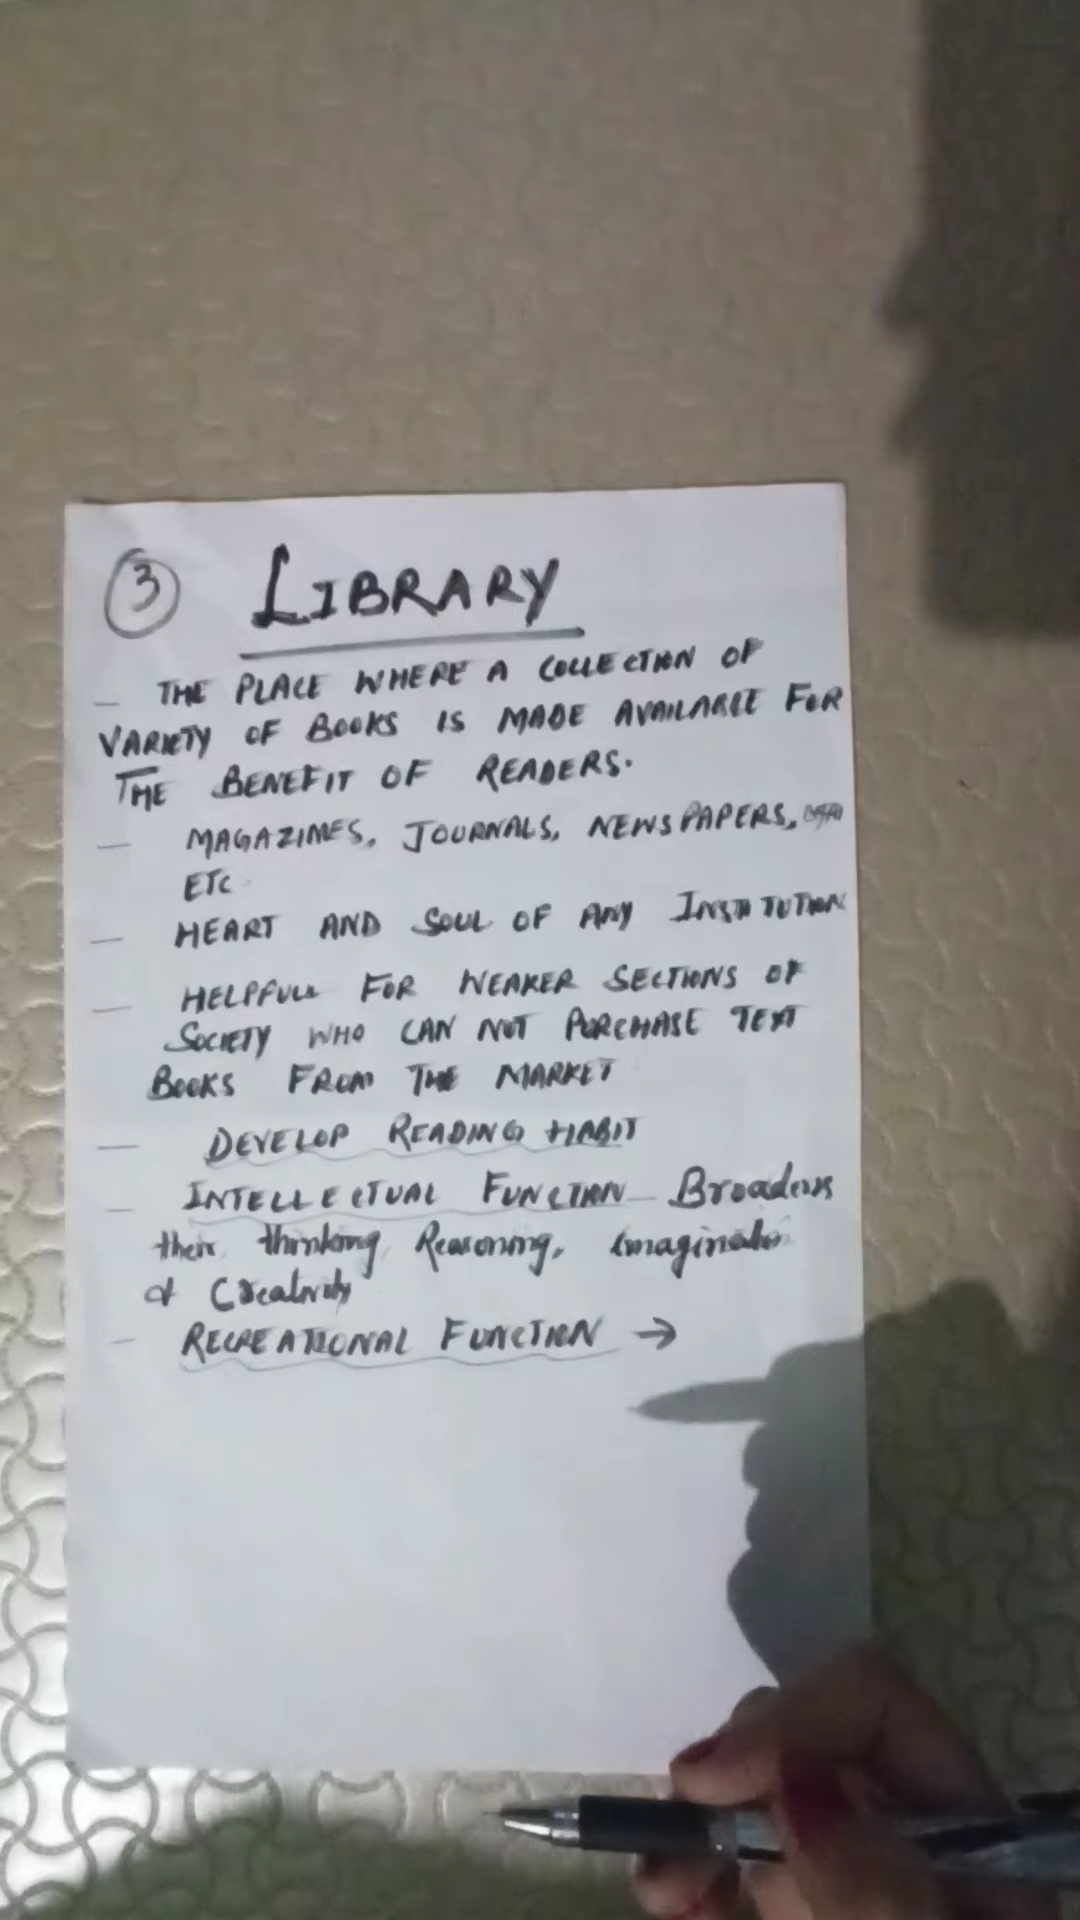 3 LIBRARY
— THE PLACE WHERE A COLLECTION OF
VARIETY OF BOOKS IS MADE AVAILABLE FOR
THE BENEFIT OF READERS.
— MAGAZINES, JOURNALS, NEWSPAPERS,
ETC
— HEART AND SOUL OF ANY INSTITUTION
— HELPFULL FOR WEAKER SECTIONS OF
SOCIETY WHO CAN NOT PURCHASE TEXT
BOOKS FROM THE MARKET
— DEVELOP READING HABIT
— INTELLECTUAL FUNCTION Broadens
their thinking, Reasoning, imagination
& Creativity
— RECREATIONAL FUNCTION →